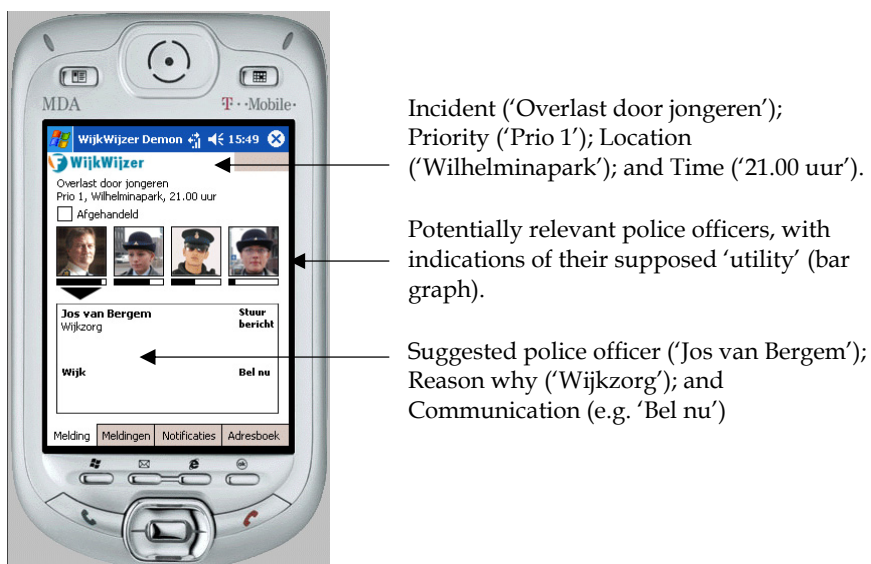 MDA
T··Mobile·
WijkWijzer Demon 15:49
WijkWijzer
Overlast door jongeren
Prio 1, Wilhelminapark, 21.00 uur
Afgehandeld
Jos van Bergem
Stuur
bericht
Wijkzorg
Wijk
Bel nu
Melding Meldingen Notificaties Adresboek
ok
Incident (‘Overlast door jongeren’);
Priority (‘Prio 1’); Location
(‘Wilhelminapark’); and Time (‘21.00 uur’).
Potentially relevant police officers, with
indications of their supposed ‘utility’ (bar
graph).
Suggested police officer (‘Jos van Bergem’);
Reason why (‘Wijkzorg’); and
Communication (e.g. ‘Bel nu’)